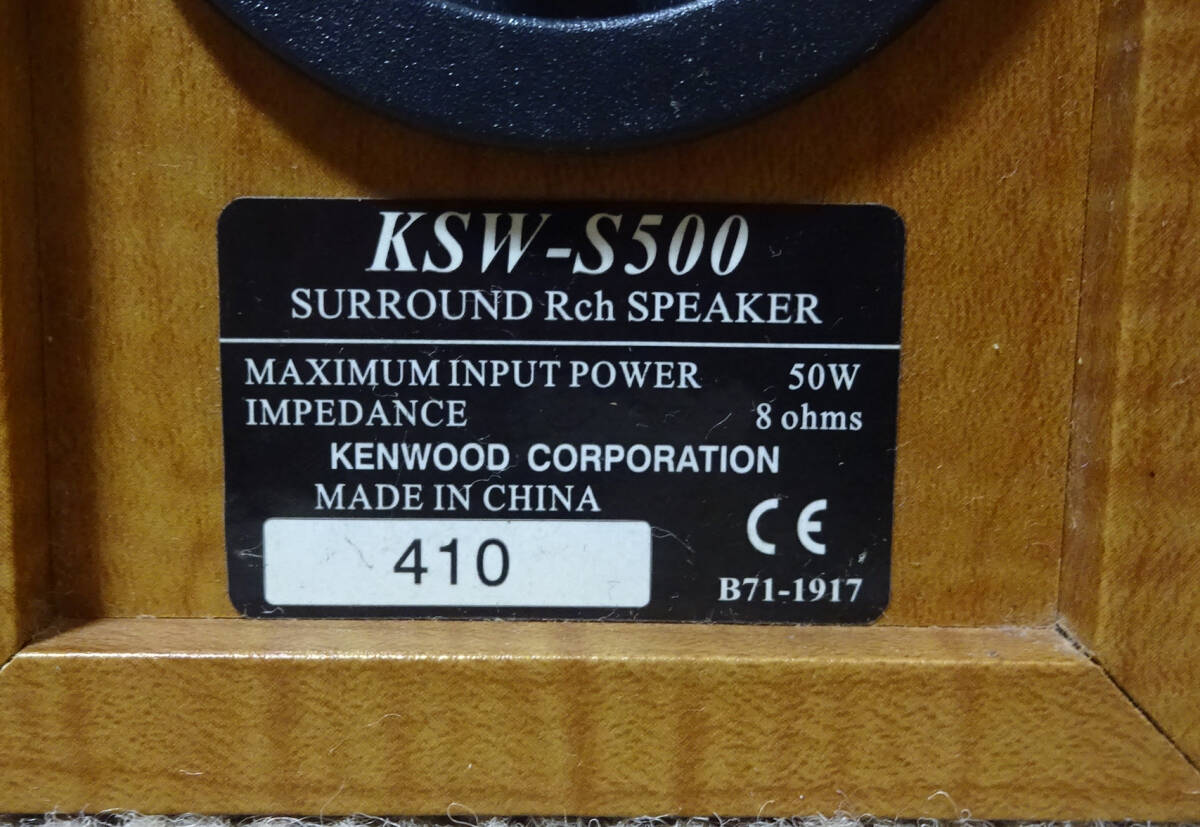 KSW-S500
SURROUND Rch SPEAKER
MAXIMUM INPUT POWER 50W
IMPEDANCE 8 ohms
KENWOOD CORPORATION
MADE IN CHINA
CE
410
B71-1917